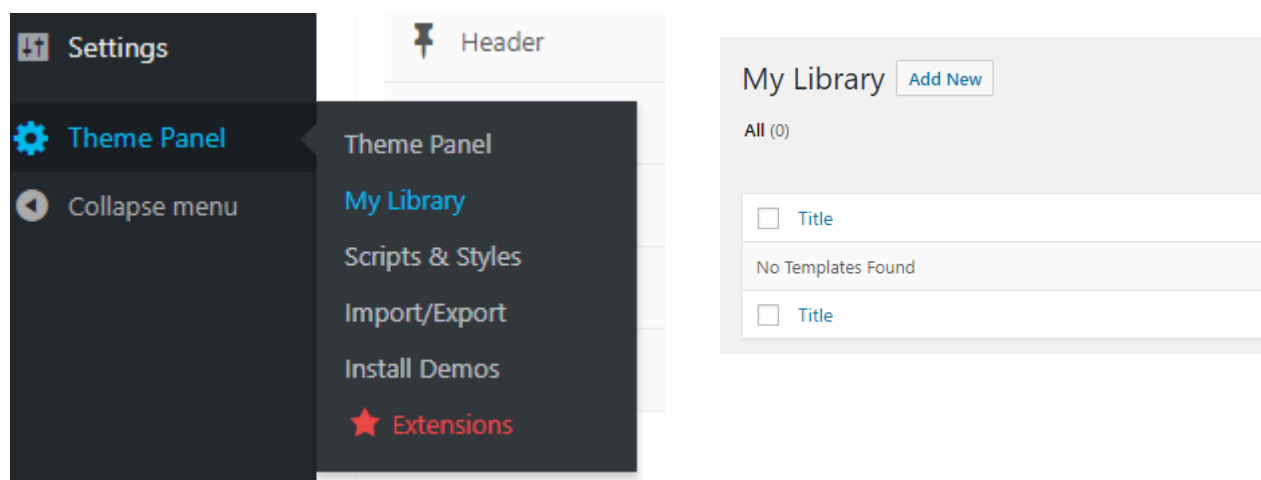 Settings
Theme Panel
Collapse menu
Header
Theme Panel
My Library
Scripts & Styles
Import/Export
Install Demos
Extensions
My Library Add New
All (0)
Title
No Templates Found
Title